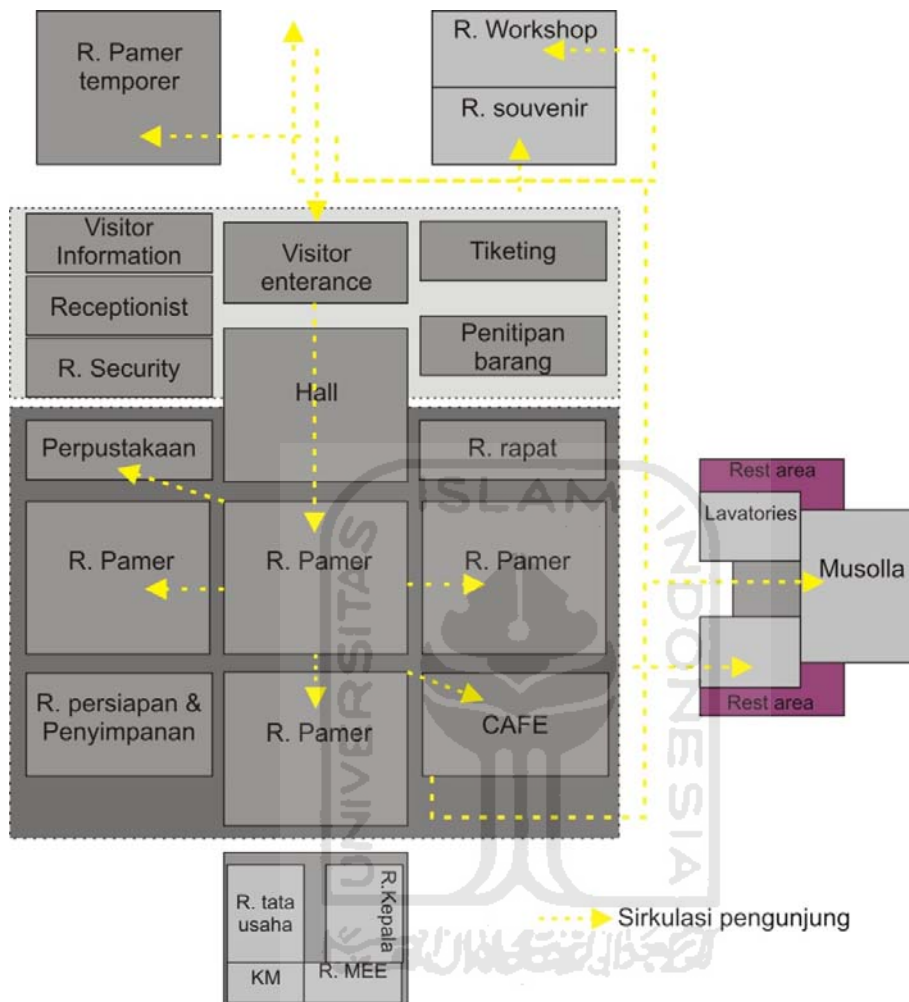 R. Pamer
temporer
R. Workshop
R. souvenir
Visitor
Information
Visitor
enterance
Tiketing
Receptionist
Penitipan
barang
R. Security
Hall
Perpustakaan
R. rapat
R. Pamer
R. Pamer
R. Pamer
Rest area
Lavatories
Musolla
Rest area
R. persiapan &
Penyimpanan
R. Pamer
CAFE
R. tata
usaha
R.Kepala
KM
R. MEE
Sirkulasi pengunjung
UNIVERSITAS
ISLAM
INDONESIA